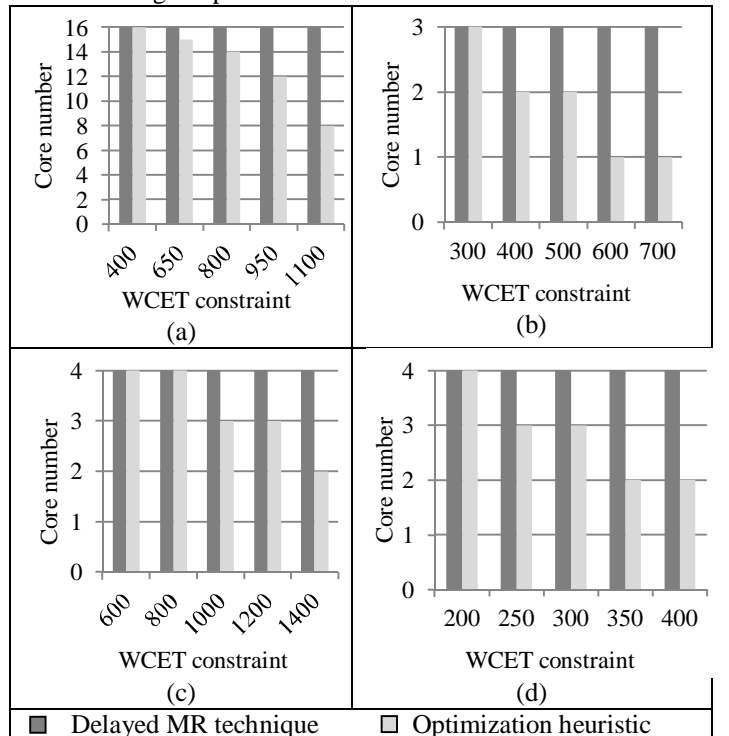 16
14
12
10
8
6
4
2
0
Core number
400 650 800 950 1100
WCET constraint
(a)
3
2
1
0
Core number
300 400 500 600 700
WCET constraint
(b)
4
3
2
1
0
Core number
600 800 1000 1200 1400
WCET constraint
(c)
4
3
2
1
0
Core number
200 250 300 350 400
WCET constraint
(d)
Delayed MR technique Optimization heuristic